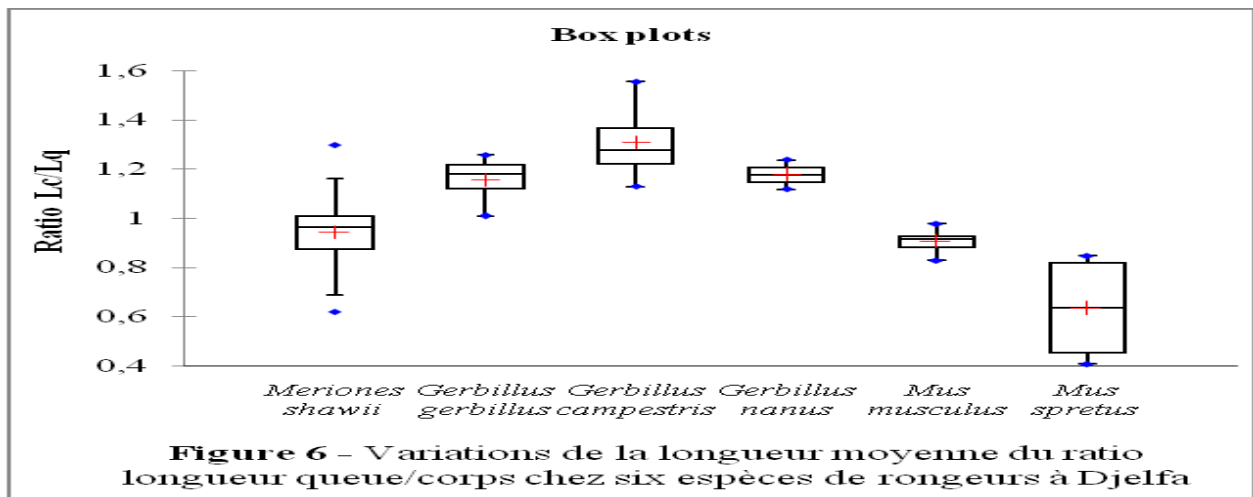 Box plots
Ratio Lc/Lq
1,6
1,4
1,2
1
0,8
0,6
0,4
Meriones shawii
Gerbillus gerbillus
Gerbillus campestris
Gerbillus nanus
Mus musculus
Mus spretus
Figure 6 - Variations de la longueur moyenne du ratio
longueur queue/corps chez six espèces de rongeurs à Djelfa